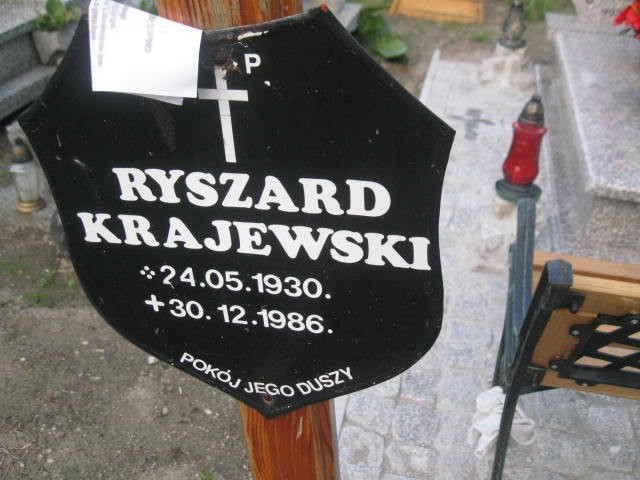 P
RYSZARD
KRAJEWSKI
24.05.1930.
30.12.1986.
POKÓJ JEGO DUSZY